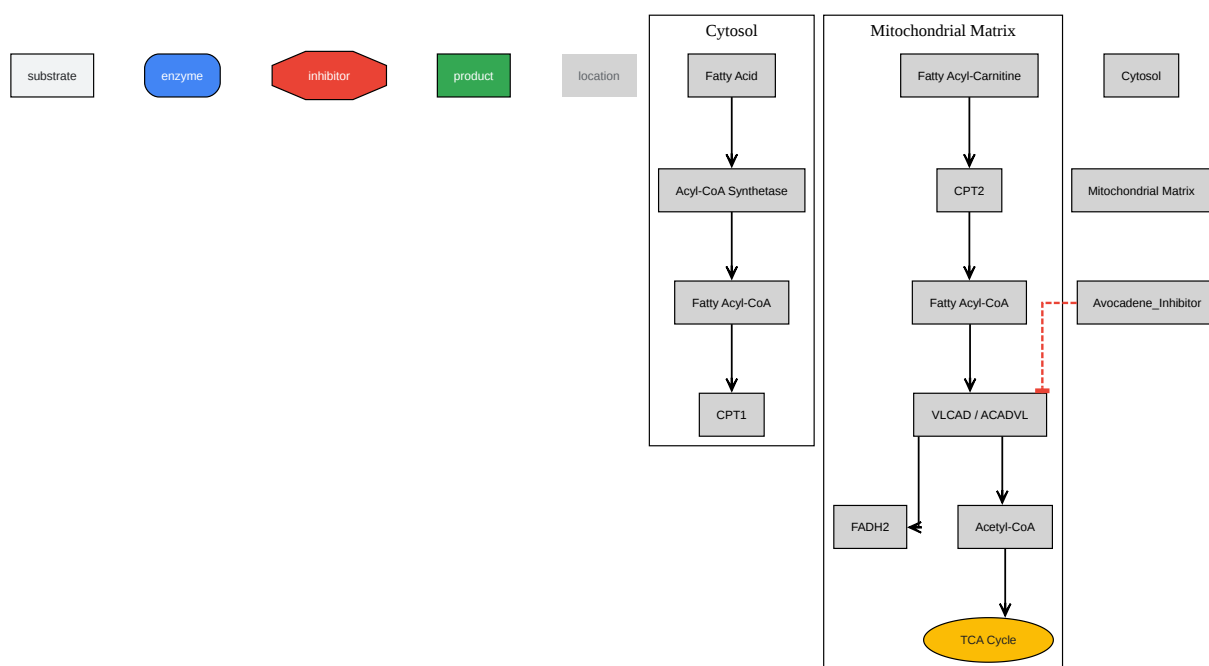 Cytosol
Mitochondrial Matrix
substrate
enzyme
inhibitor
product
location
Fatty Acid
Fatty Acyl-Carnitine
Cytosol
Acyl-CoA Synthetase
CPT2
Mitochondrial Matrix
Fatty Acyl-CoA
Fatty Acyl-CoA
Avocadene_Inhibitor
CPT1
VLCAD / ACADVL
FADH2
Acetyl-CoA
TCA Cycle